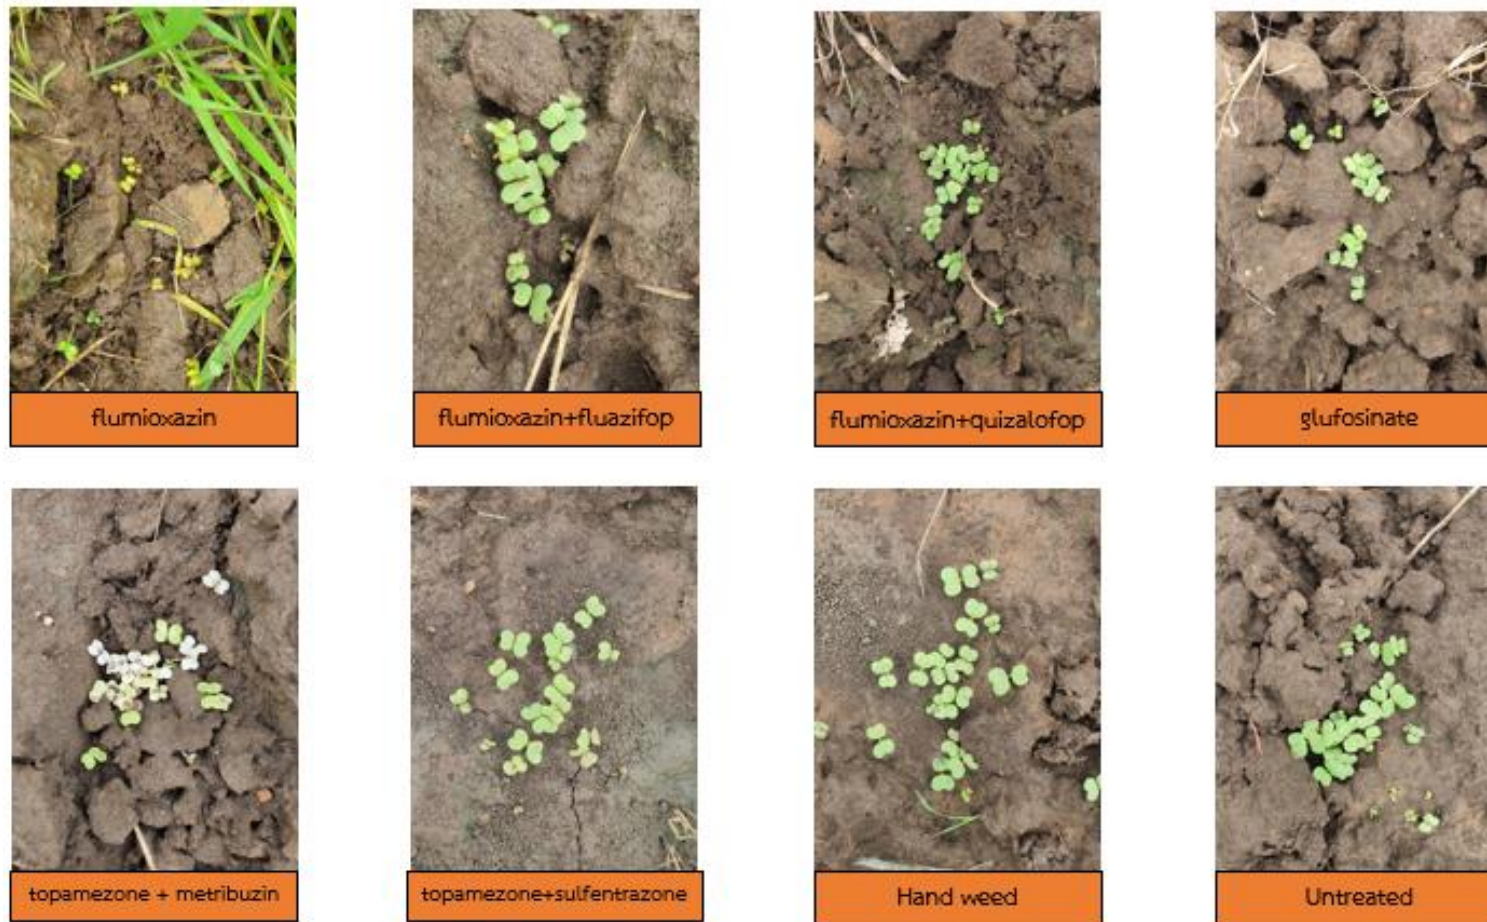 flumioxazin
flumioxazin+fluazifop
flumioxazin+quizalofop
glufosinate
topamezone + metribuzin
topamezone+sulfentrazone
Hand weed
Untreated